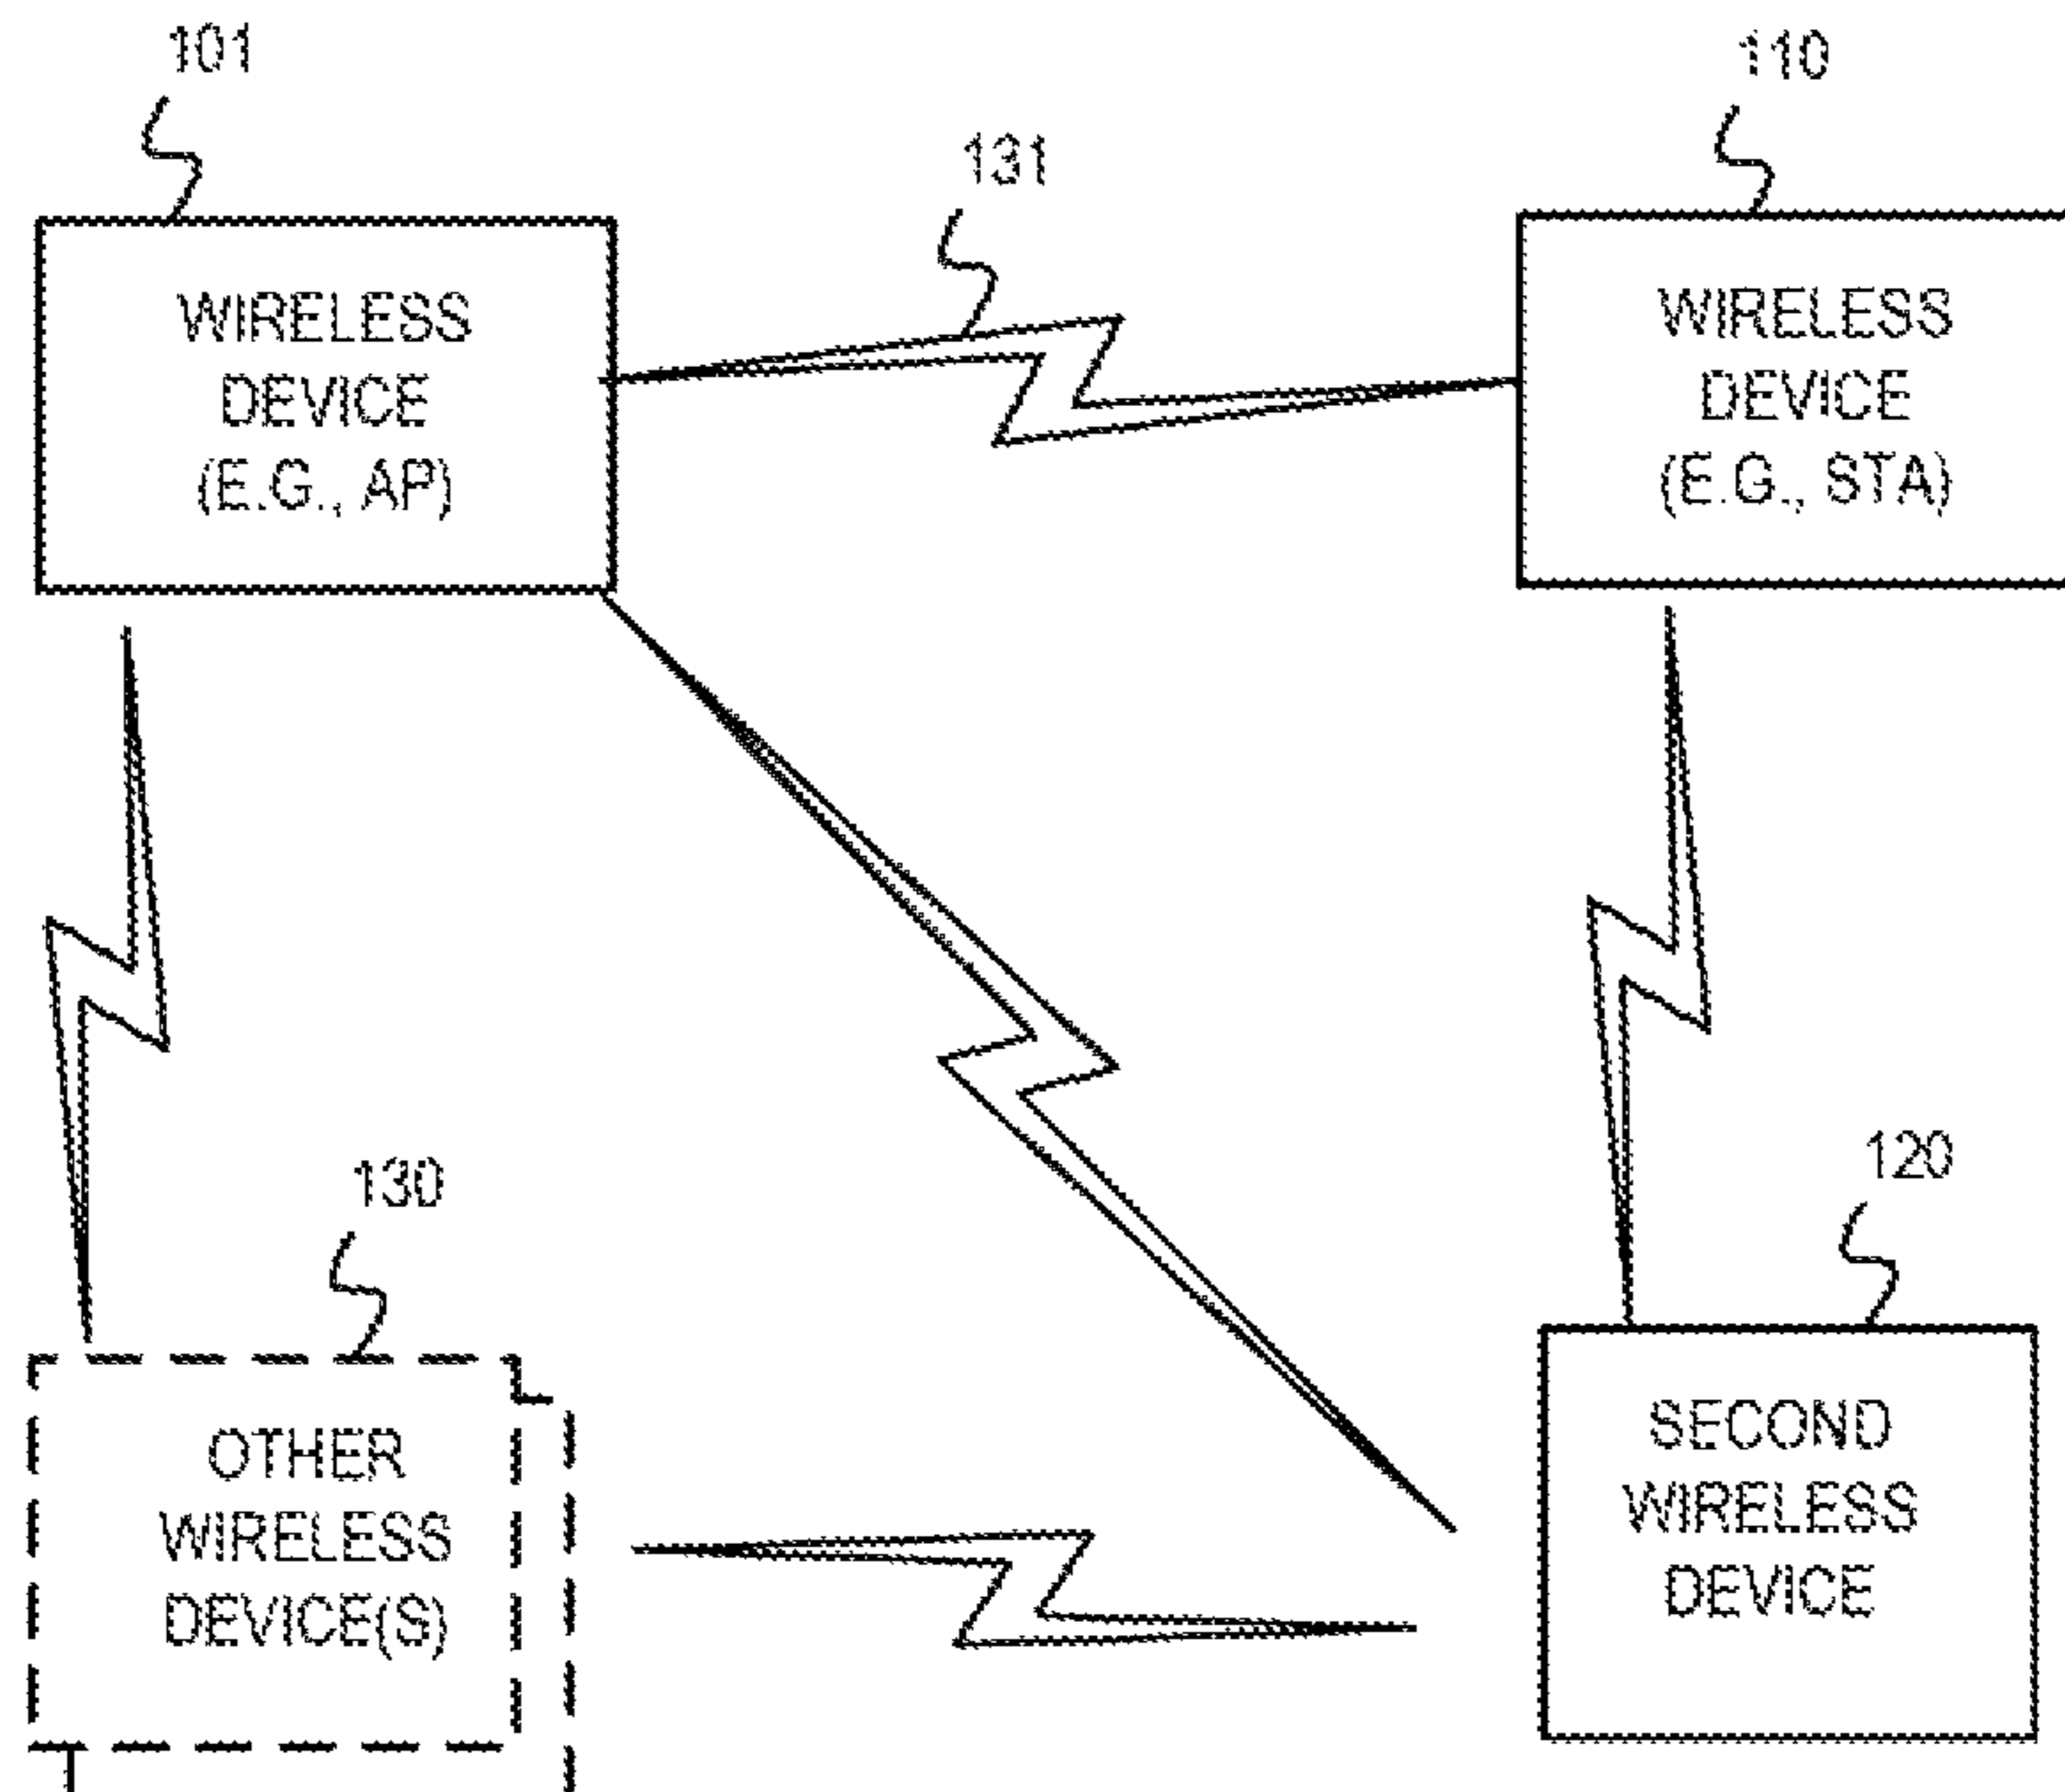 101
110
131
WIRELESS
DEVICE
(E.G., AP)
WIRELESS
DEVICE
(E.G., STA)
130
120
OTHER
WIRELESS
DEVICE(S)
SECOND
WIRELESS
DEVICE